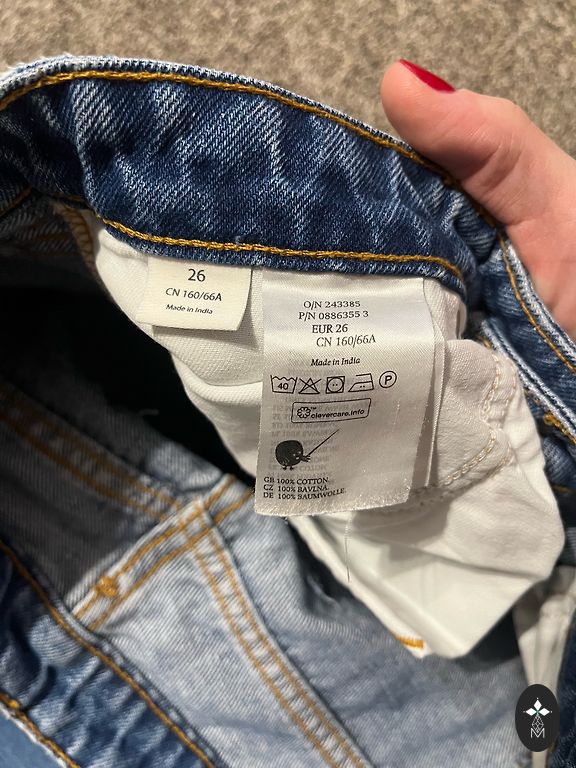 26
CN 160/66A
Made in India
O/N 243385
P/N 0886355 3
EUR 26
CN 160/66A
Made in India
40
P
clevercare.info
GB 100% COTTON.
CZ 100% BAVLNA.
DE 100% BAUMWOLLE.
M